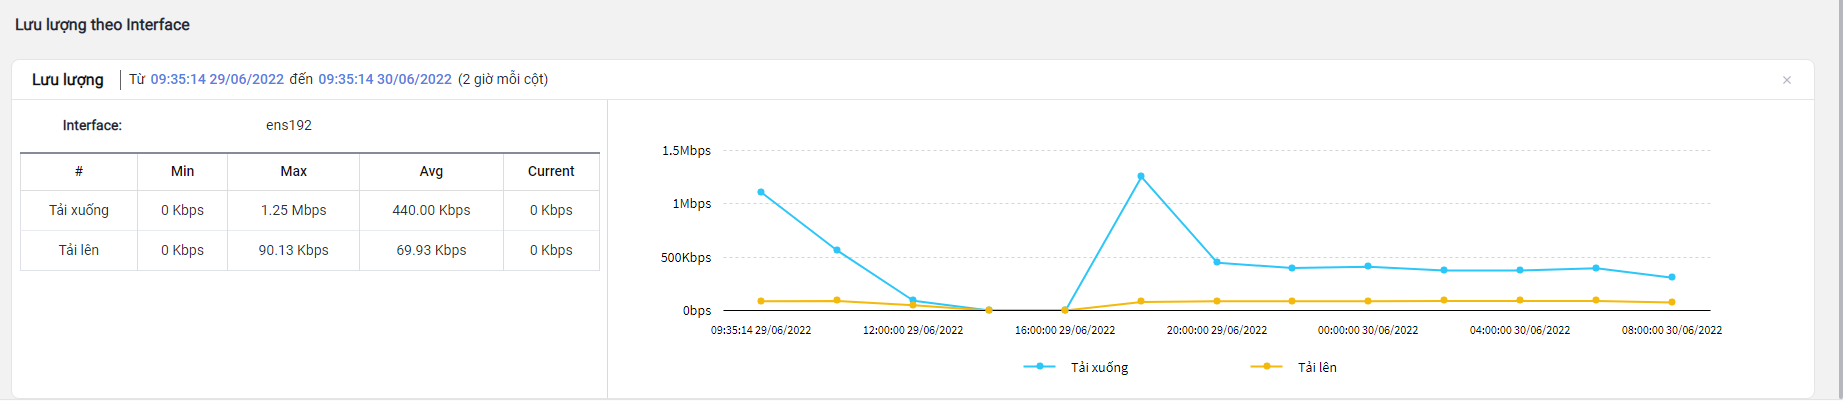 Lưu lượng theo Interface
Lưu lượng Từ 09:35:14 29/06/2022 đến 09:35:14 30/06/2022 (2 giờ mỗi cột)
Interface: ens192
# Min Max Avg Current
Tải xuống 0 Kbps 1.25 Mbps 440.00 Kbps 0 Kbps
Tải lên 0 Kbps 90.13 Kbps 69.93 Kbps 0 Kbps
1.5Mbps
1Mbps
500Kbps
0bps
09:35:14 29/06/2022 12:00:00 29/06/2022 16:00:00 29/06/2022 20:00:00 29/06/2022 00:00:00 30/06/2022 04:00:00 30/06/2022 08:00:00 30/06/2022
Tải xuống Tải lên